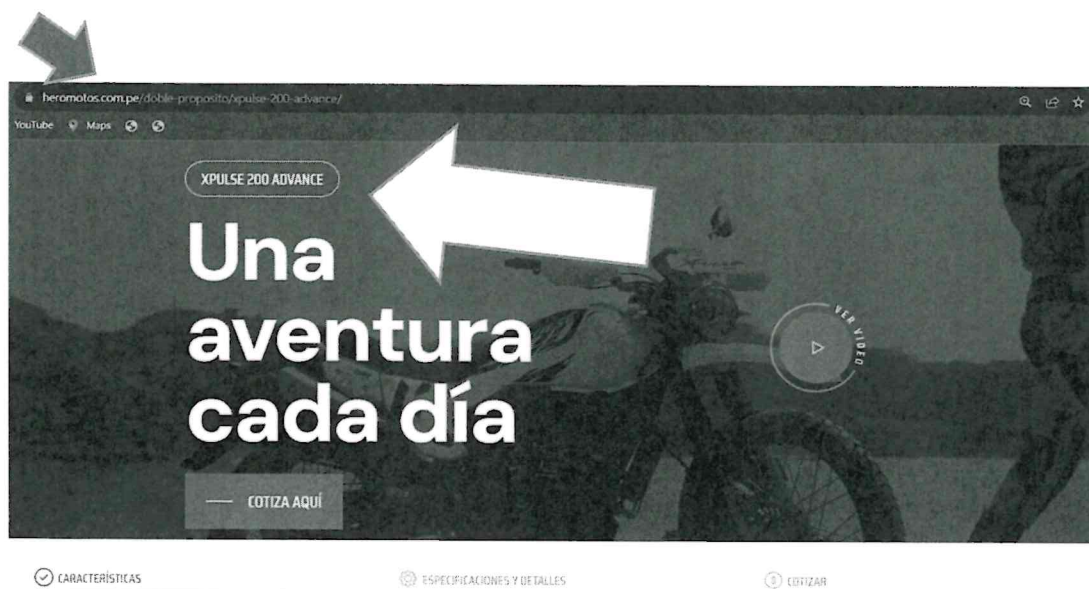 heromotos.com.pe/doble-proposito/xpulse-200-advance/
YouTube Maps
XPULSE 200 ADVANCE
Una
aventura
cada día
VER VIDEO
COTIZA AQUÍ
CARACTERÍSTICAS
ESPECIFICACIONES Y DETALLES
COTIZAR